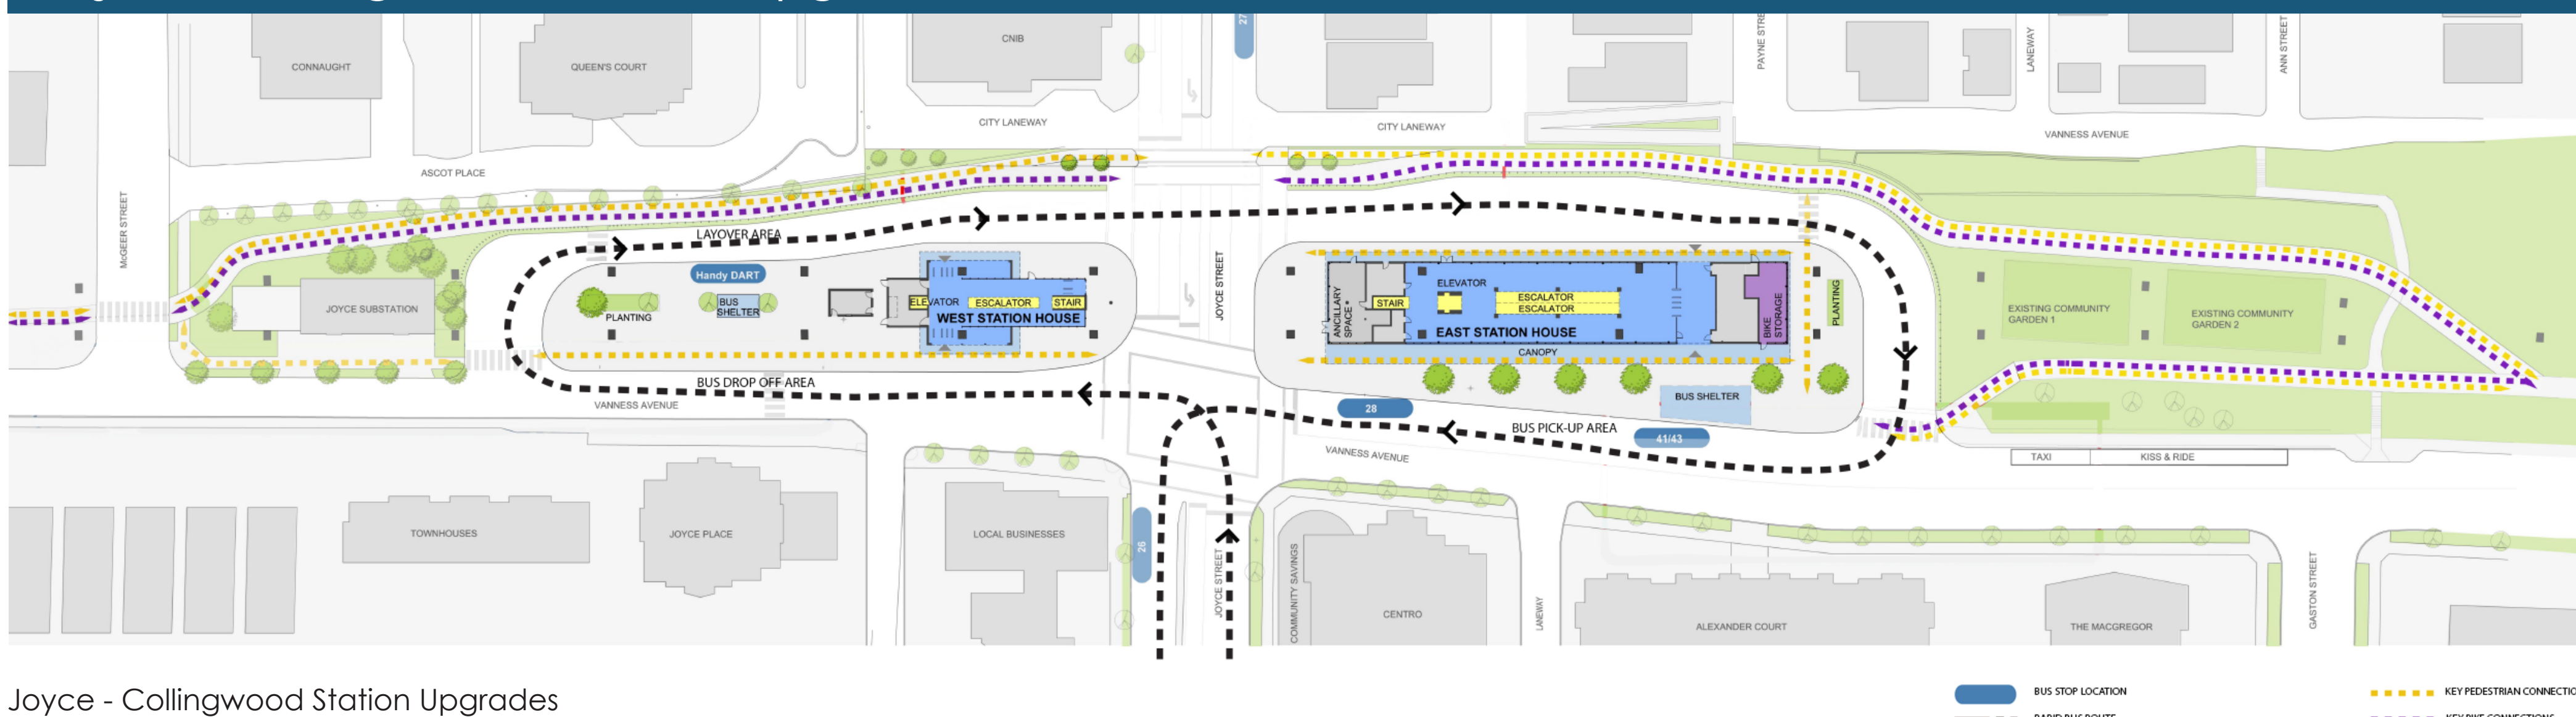 27
PAYNE STRE
LANEWAY
ANN STREET
CNIB
CONNAUGHT
QUEEN'S COURT
CITY LANEWAY
CITY LANEWAY
VANNESS AVENUE
ASCOT PLACE
McGEER STREET
LAYOVER AREA
JOYCE STREET
Handy DART
BUS
SHELTER
ELEVATOR
ESCALATOR
STAIR
WEST STATION HOUSE
PLANTING
JOYCE SUBSTATION
ANCILLARY
SPACE
STAIR
ELEVATOR
ESCALATOR
ESCALATOR
EAST STATION HOUSE
BIKE
STORAGE
PLANTING
CANOPY
EXISTING COMMUNITY
GARDEN 1
EXISTING COMMUNITY
GARDEN 2
BUS DROP OFF AREA
VANNESS AVENUE
BUS SHELTER
28
BUS PICK-UP AREA
41/43
VANNESS AVENUE
TAXI
KISS & RIDE
TOWNHOUSES
JOYCE PLACE
LOCAL BUSINESSES
26
JOYCE STREET
COMMUNITY SAVINGS
CENTRO
LANEWAY
ALEXANDER COURT
THE MACGREGOR
GASTON STREET
Joyce - Collingwood Station Upgrades
BUS STOP LOCATION
KEY PEDESTRIAN CONNECTIO